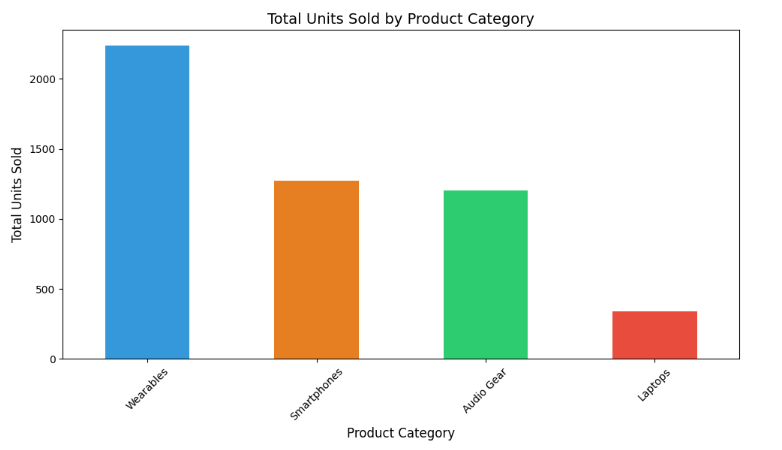 Total Units Sold by Product Category
Total Units Sold
2000
1500
1000
500
0
Wearables
Smartphones
Audio Gear
Laptops
Product Category